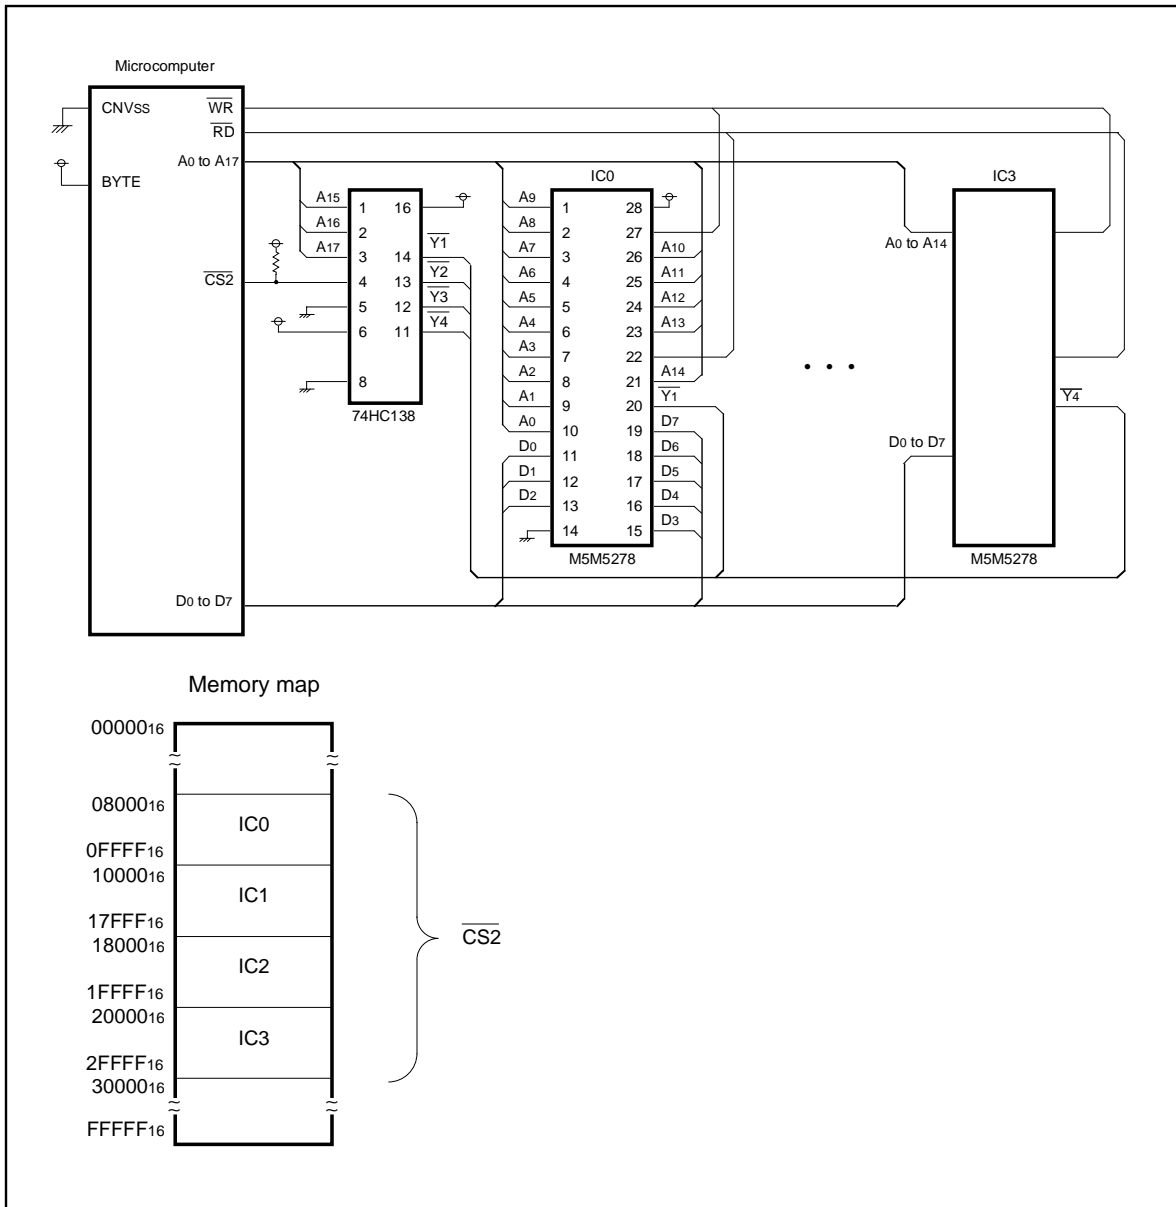 Microcomputer
CNVSS
WR
RD
A0 to A17
BYTE
CS2
D0 to D7
A15
A16
A17
1
2
3
4
5
6
8
16
14
13
12
11
Y1
Y2
Y3
Y4
74HC138
IC0
A9
A8
A7
A6
A5
A4
A3
A2
A1
A0
D0
D1
D2
1
2
3
4
5
6
7
8
9
10
11
12
13
14
28
27
26
25
24
23
22
21
20
19
18
17
16
15
A10
A11
A12
A13
A14
Y1
D7
D6
D5
D4
D3
M5M5278
• • •
IC3
A0 to A14
D0 to D7
Y4
M5M5278
Memory map
0000016
0800016
IC0
0FFFF16
1000016
IC1
17FFF16
1800016
IC2
1FFFF16
2000016
IC3
2FFFF16
3000016
FFFFF16
CS2